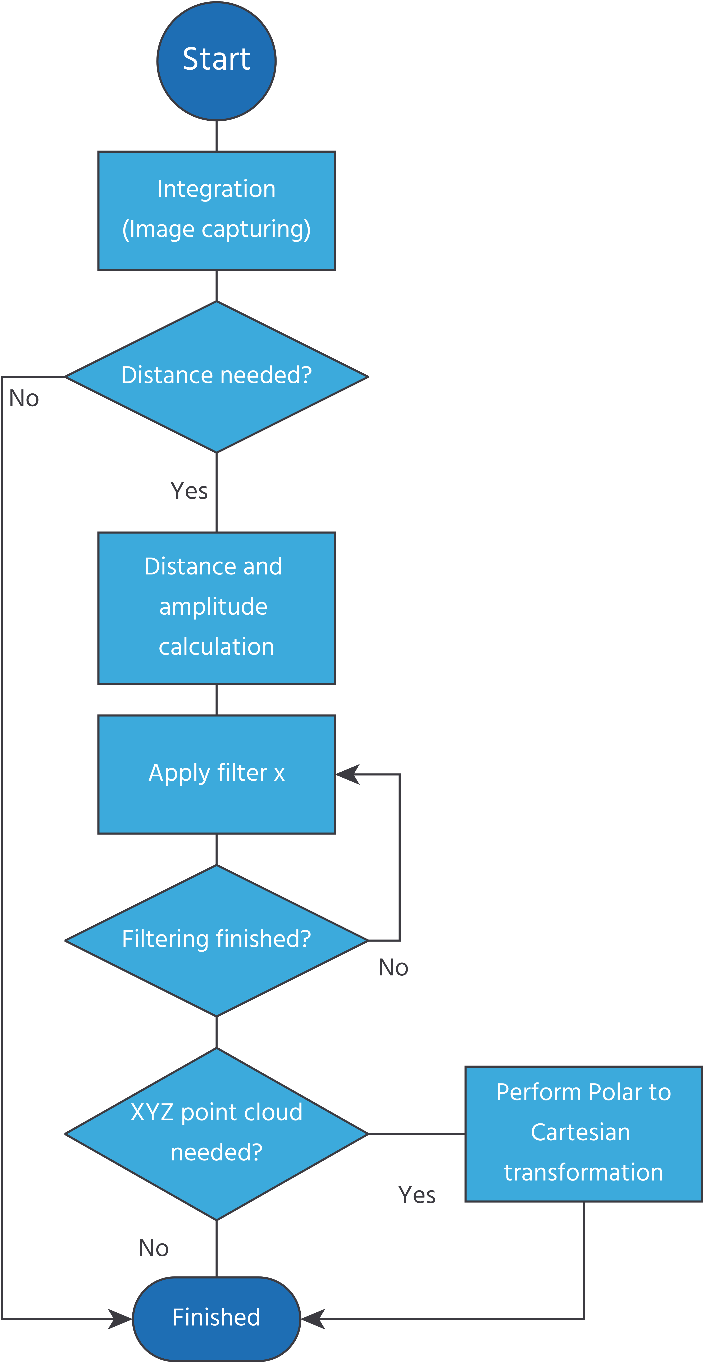 Start
Integration
(Image capturing)
Distance needed?
No
Yes
Distance and
amplitude
calculation
Apply filter x
Filtering finished?
No
XYZ point cloud
needed?
Perform Polar to
Cartesian
transformation
Yes
No
Finished